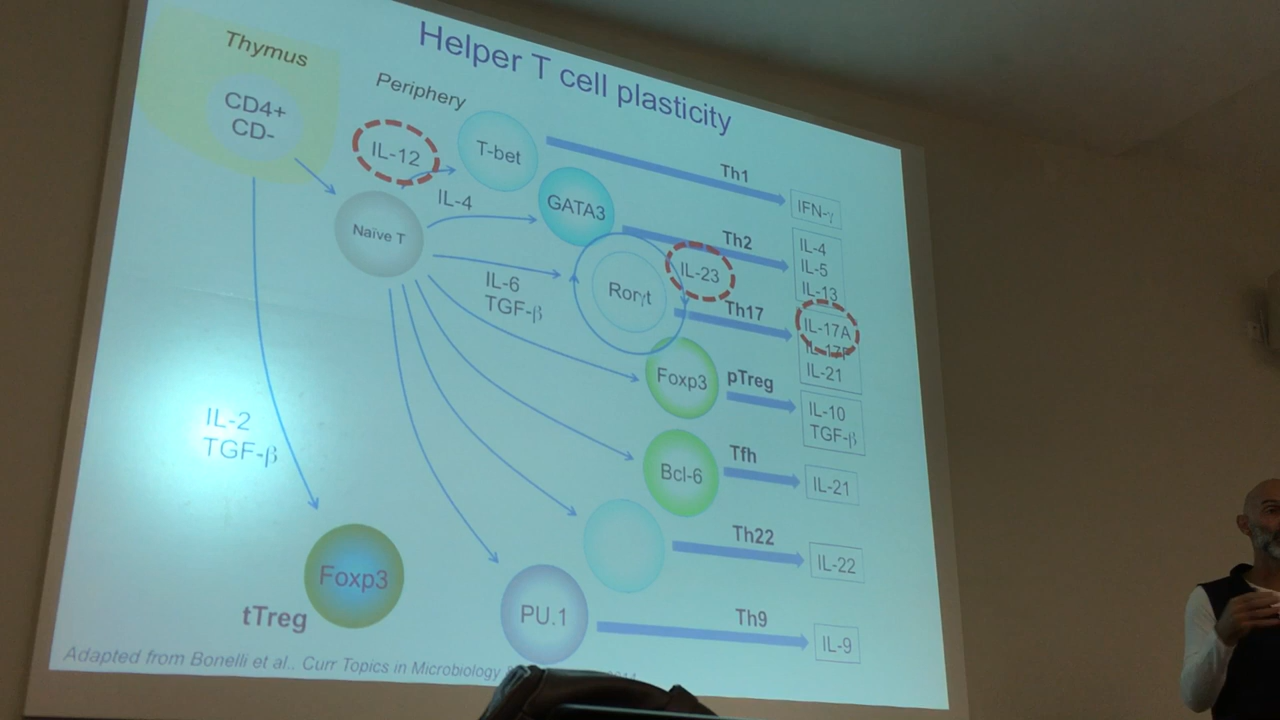 Helper T cell plasticity
Thymus
Periphery
CD4+
CD-
IL-12
T-bet
Th1
IFN-γ
IL-4
GATA3
Th2
IL-4
IL-5
IL-13
Naïve T
IL-6
TGF-β
Rorγt
IL-23
Th17
IL-17A
IL-21
Foxp3
pTreg
IL-10
TGF-β
IL-2
TGF-β
Bcl-6
Tfh
IL-21
Th22
IL-22
Foxp3
tTreg
PU.1
Th9
IL-9
Adapted from Bonelli et al.. Curr Topics in Microbiology